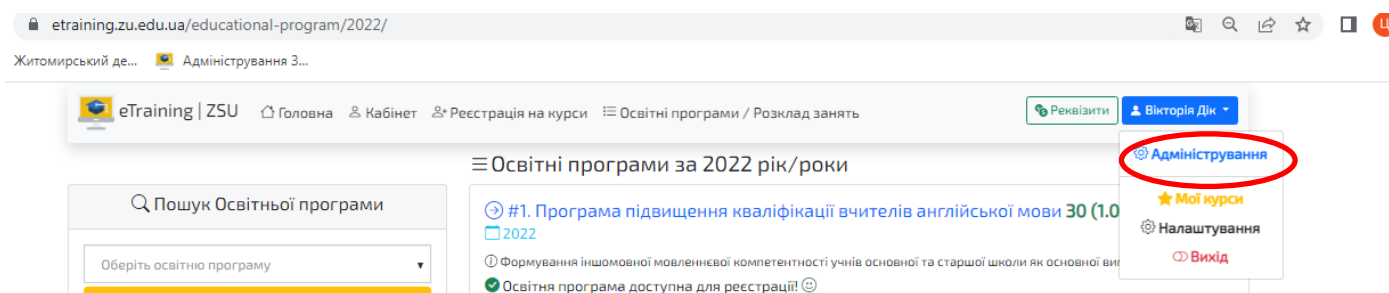 etraining.zu.edu.ua/educational-program/2022/
Житомирський де... Адміністрування З...
eTraining | ZSU Головна Кабінет Реєстрація на курси Освітні програми / Розклад занять Реквізити Вікторія Дік
Адміністрування
Мої курси
Налаштування
Вихід
Освітні програми за 2022 рік/роки
Пошук Освітньої програми
Оберіть освітню програму
#1. Програма підвищення кваліфікації вчителів англійської мови 30 (1.0
2022
Формування іншомовної мовленнєвої компетентності учнів основної та старшої школи як основної
Освітня програма доступна для реєстрації!